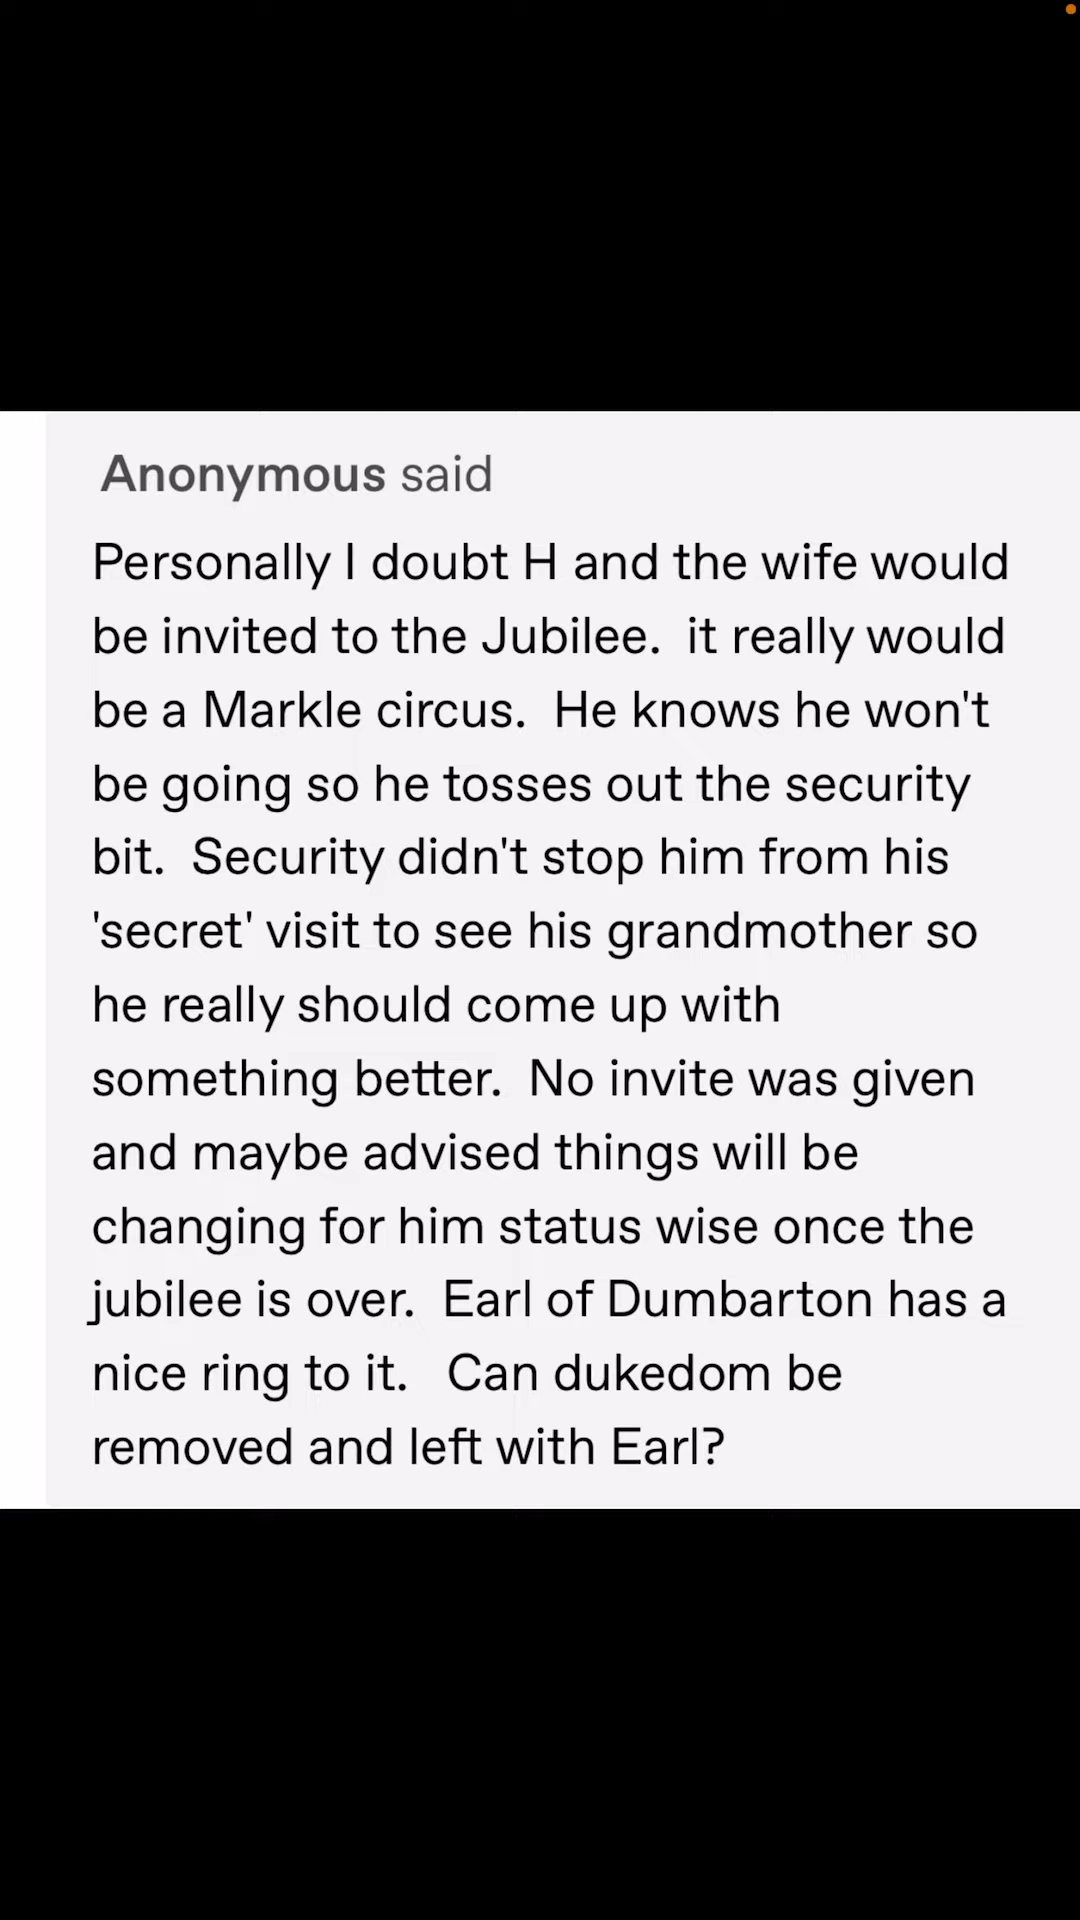 Anonymous said
Personally I doubt H and the wife would
be invited to the Jubilee.  it really would
be a Markle circus.  He knows he won't
be going so he tosses out the security
bit.  Security didn't stop him from his
'secret' visit to see his grandmother so
he really should come up with
something better.  No invite was given
and maybe advised things will be
changing for him status wise once the
jubilee is over.  Earl of Dumbarton has a
nice ring to it.   Can dukedom be
removed and left with Earl?